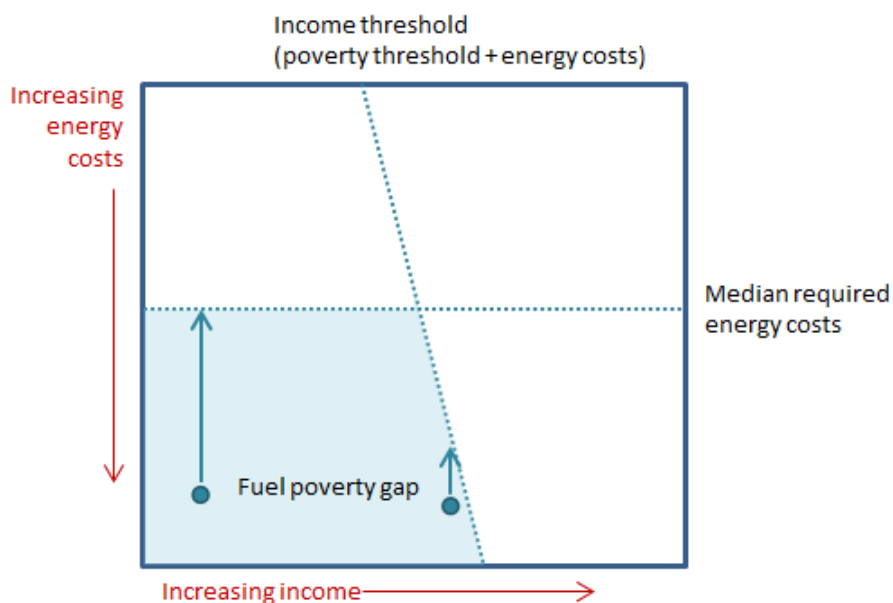 Income threshold
(poverty threshold + energy costs)
Increasing
energy
costs
Median required
energy costs
Fuel poverty gap
Increasing income